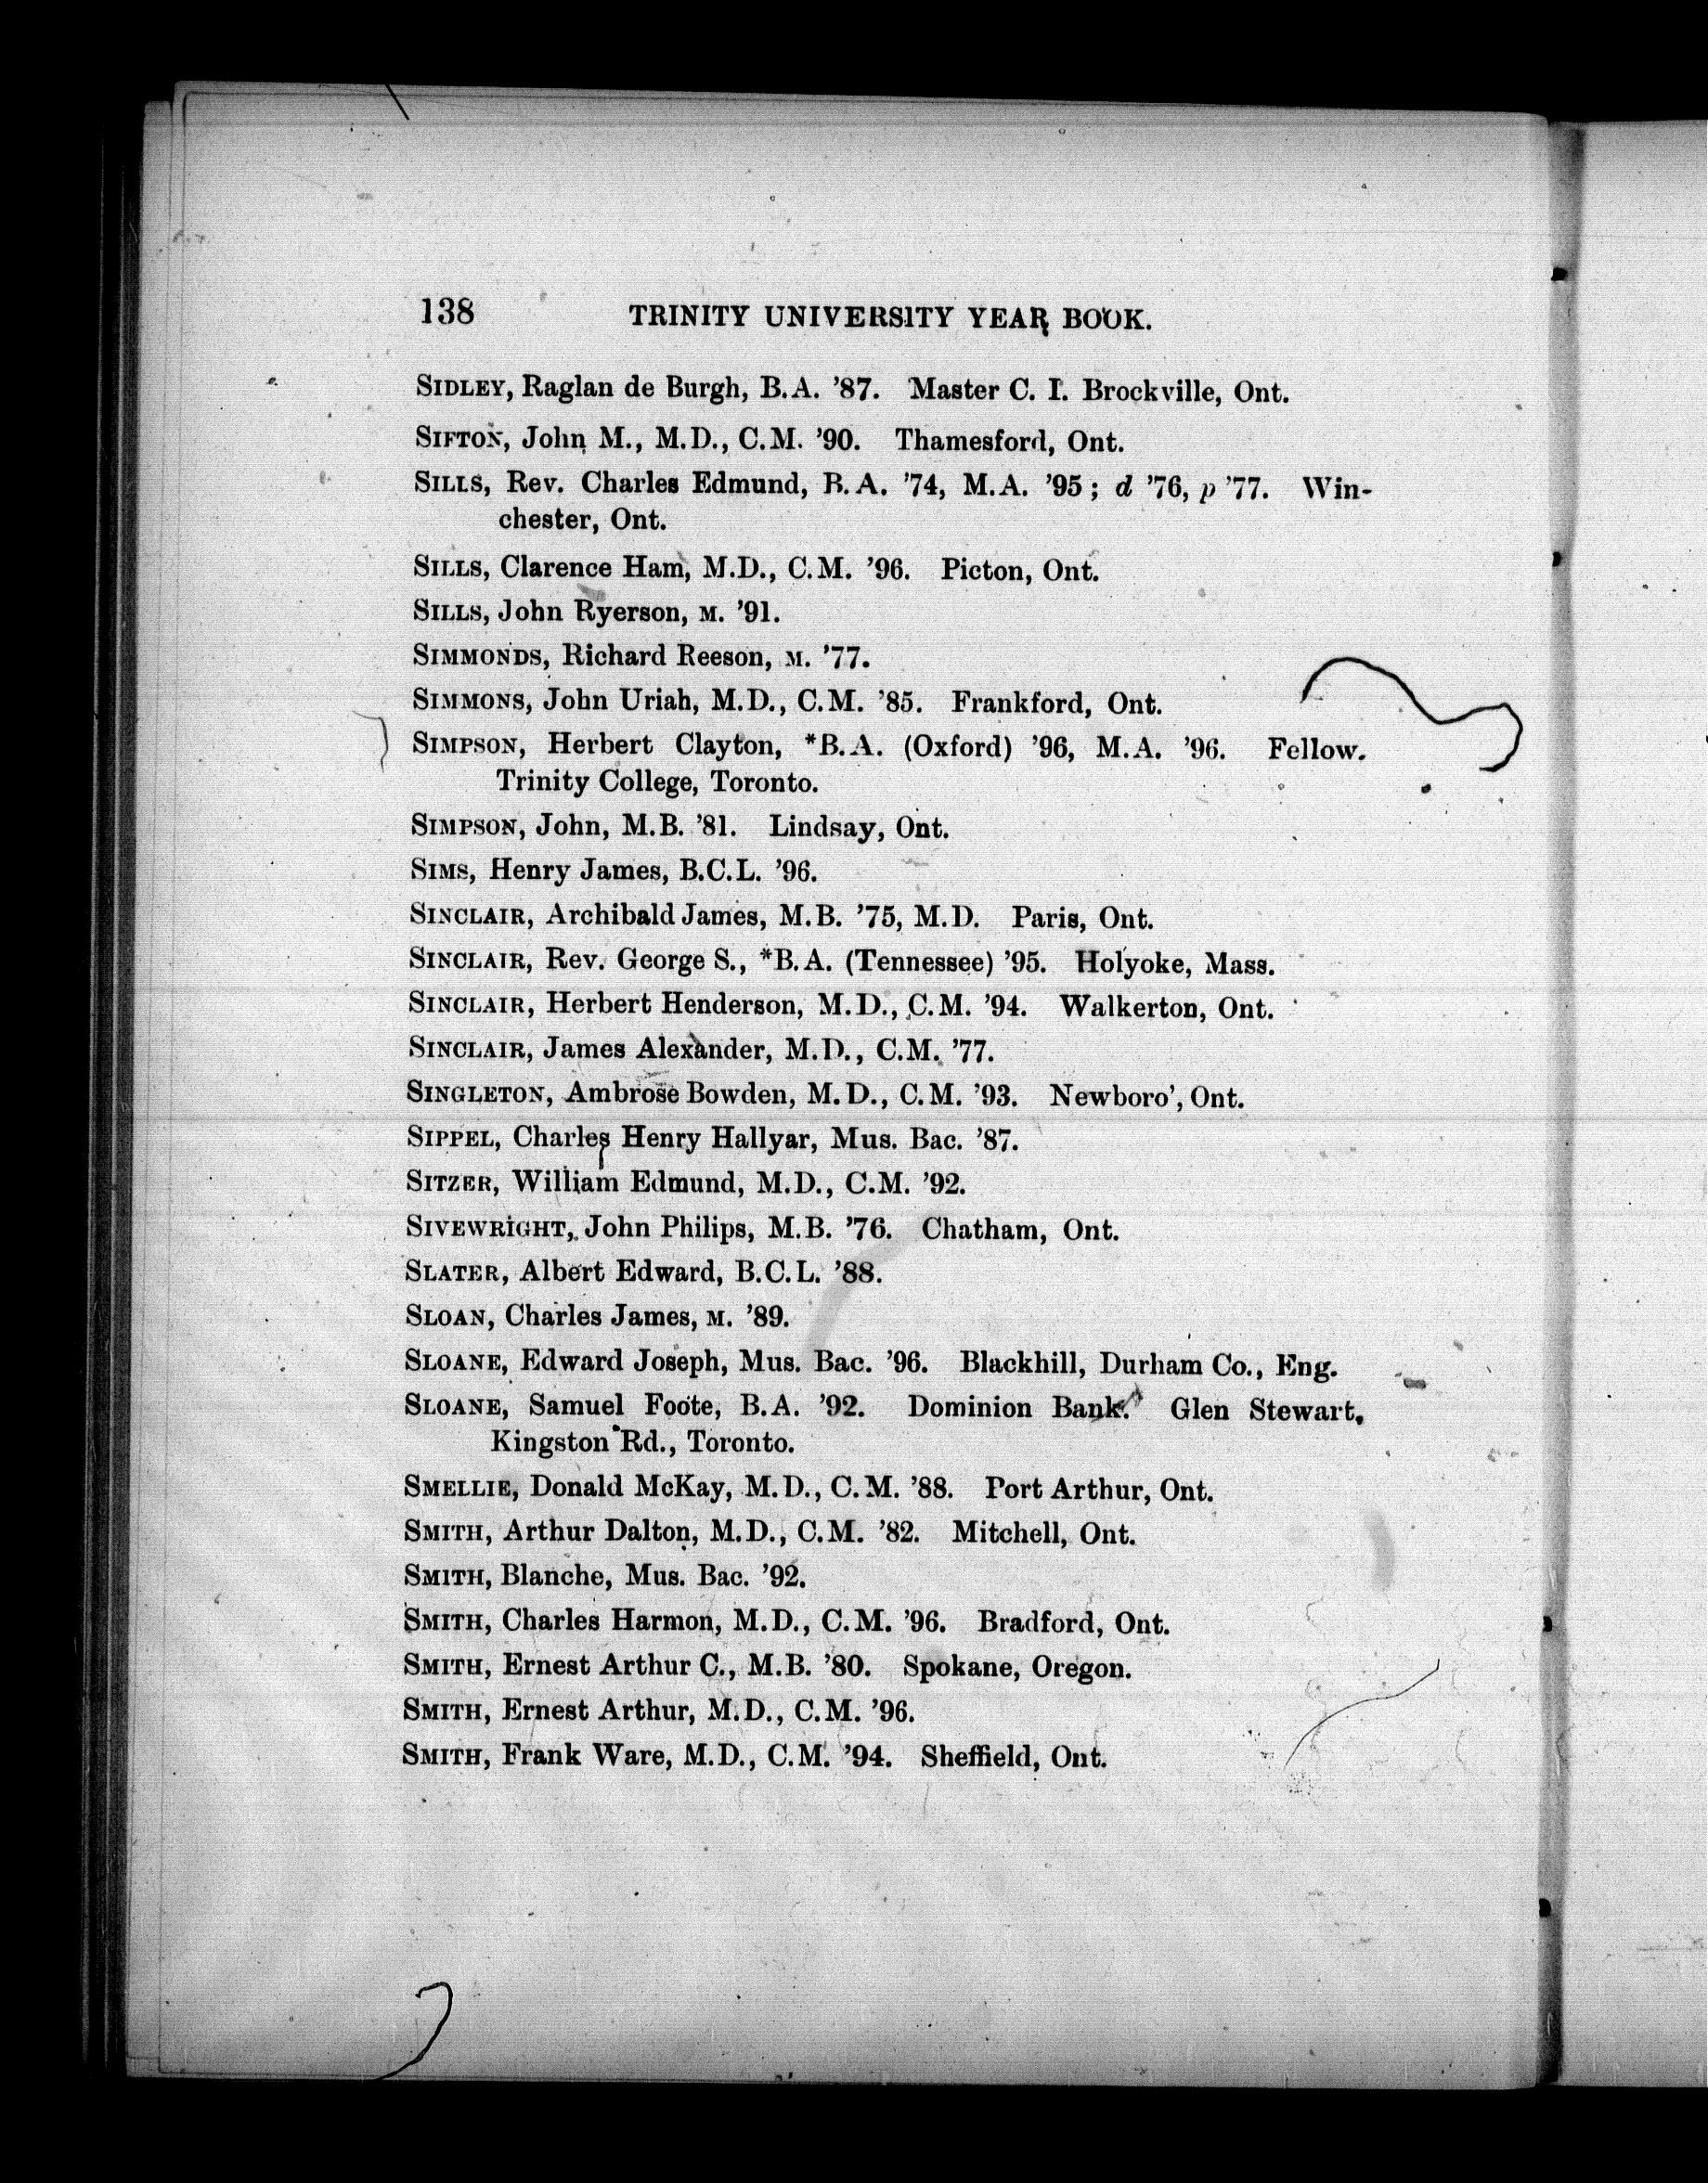 138 TRINITY UNIVERSITY YEAR BOOK.
SIDLEY, Raglan de Burgh, B.A. ’87. Master C. I. Brockville, Ont.
SIFTON, John M., M.D., C.M. ’90. Thamesford, Ont.
SILLS, Rev. Charles Edmund, B.A. ’74, M.A. ’95; d ’76, p ’77. Win-
chester, Ont.
SILLS, Clarence Ham, M.D., C.M. ’96. Picton, Ont.
SILLS, John Ryerson, M. ’91.
SIMMONDS, Richard Reeson, M. ’77.
SIMMONS, John Uriah, M.D., C.M. ’85. Frankford, Ont.
SIMPSON, Herbert Clayton, *B.A. (Oxford) ’96, M.A. ’96. Fellow.
Trinity College, Toronto.
SIMPSON, John, M.B. ’81. Lindsay, Ont.
SIMS, Henry James, B.C.L. ’96.
SINCLAIR, Archibald James, M.B. ’75, M.D. Paris, Ont.
SINCLAIR, Rev. George S., *B.A. (Tennessee) ’95. Holyoke, Mass.
SINCLAIR, Herbert Henderson, M.D., C.M. ’94. Walkerton, Ont.
SINCLAIR, James Alexander, M.D., C.M. ’77.
SINGLETON, Ambrose Bowden, M.D., C.M. ’93. Newboro’, Ont.
SIPPEL, Charles Henry Hallyar, Mus. Bac. ’87.
SITZER, William Edmund, M.D., C.M. ’92.
SIVEWRIGHT, John Philips, M.B. ’76. Chatham, Ont.
SLATER, Albert Edward, B.C.L. ’88.
SLOAN, Charles James, M. ’89.
SLOANE, Edward Joseph, Mus. Bac. ’96. Blackhill, Durham Co., Eng.
SLOANE, Samuel Foote, B.A. ’92. Dominion Bank. Glen Stewart,
Kingston Rd., Toronto.
SMELLIE, Donald McKay, M.D., C.M. ’88. Port Arthur, Ont.
SMITH, Arthur Dalton, M.D., C.M. ’82. Mitchell, Ont.
SMITH, Blanche, Mus. Bac. ’92.
SMITH, Charles Harmon, M.D., C.M. ’96. Bradford, Ont.
SMITH, Ernest Arthur C., M.B. ’80. Spokane, Oregon.
SMITH, Ernest Arthur, M.D., C.M. ’96.
SMITH, Frank Ware, M.D., C.M. ’94. Sheffield, Ont.